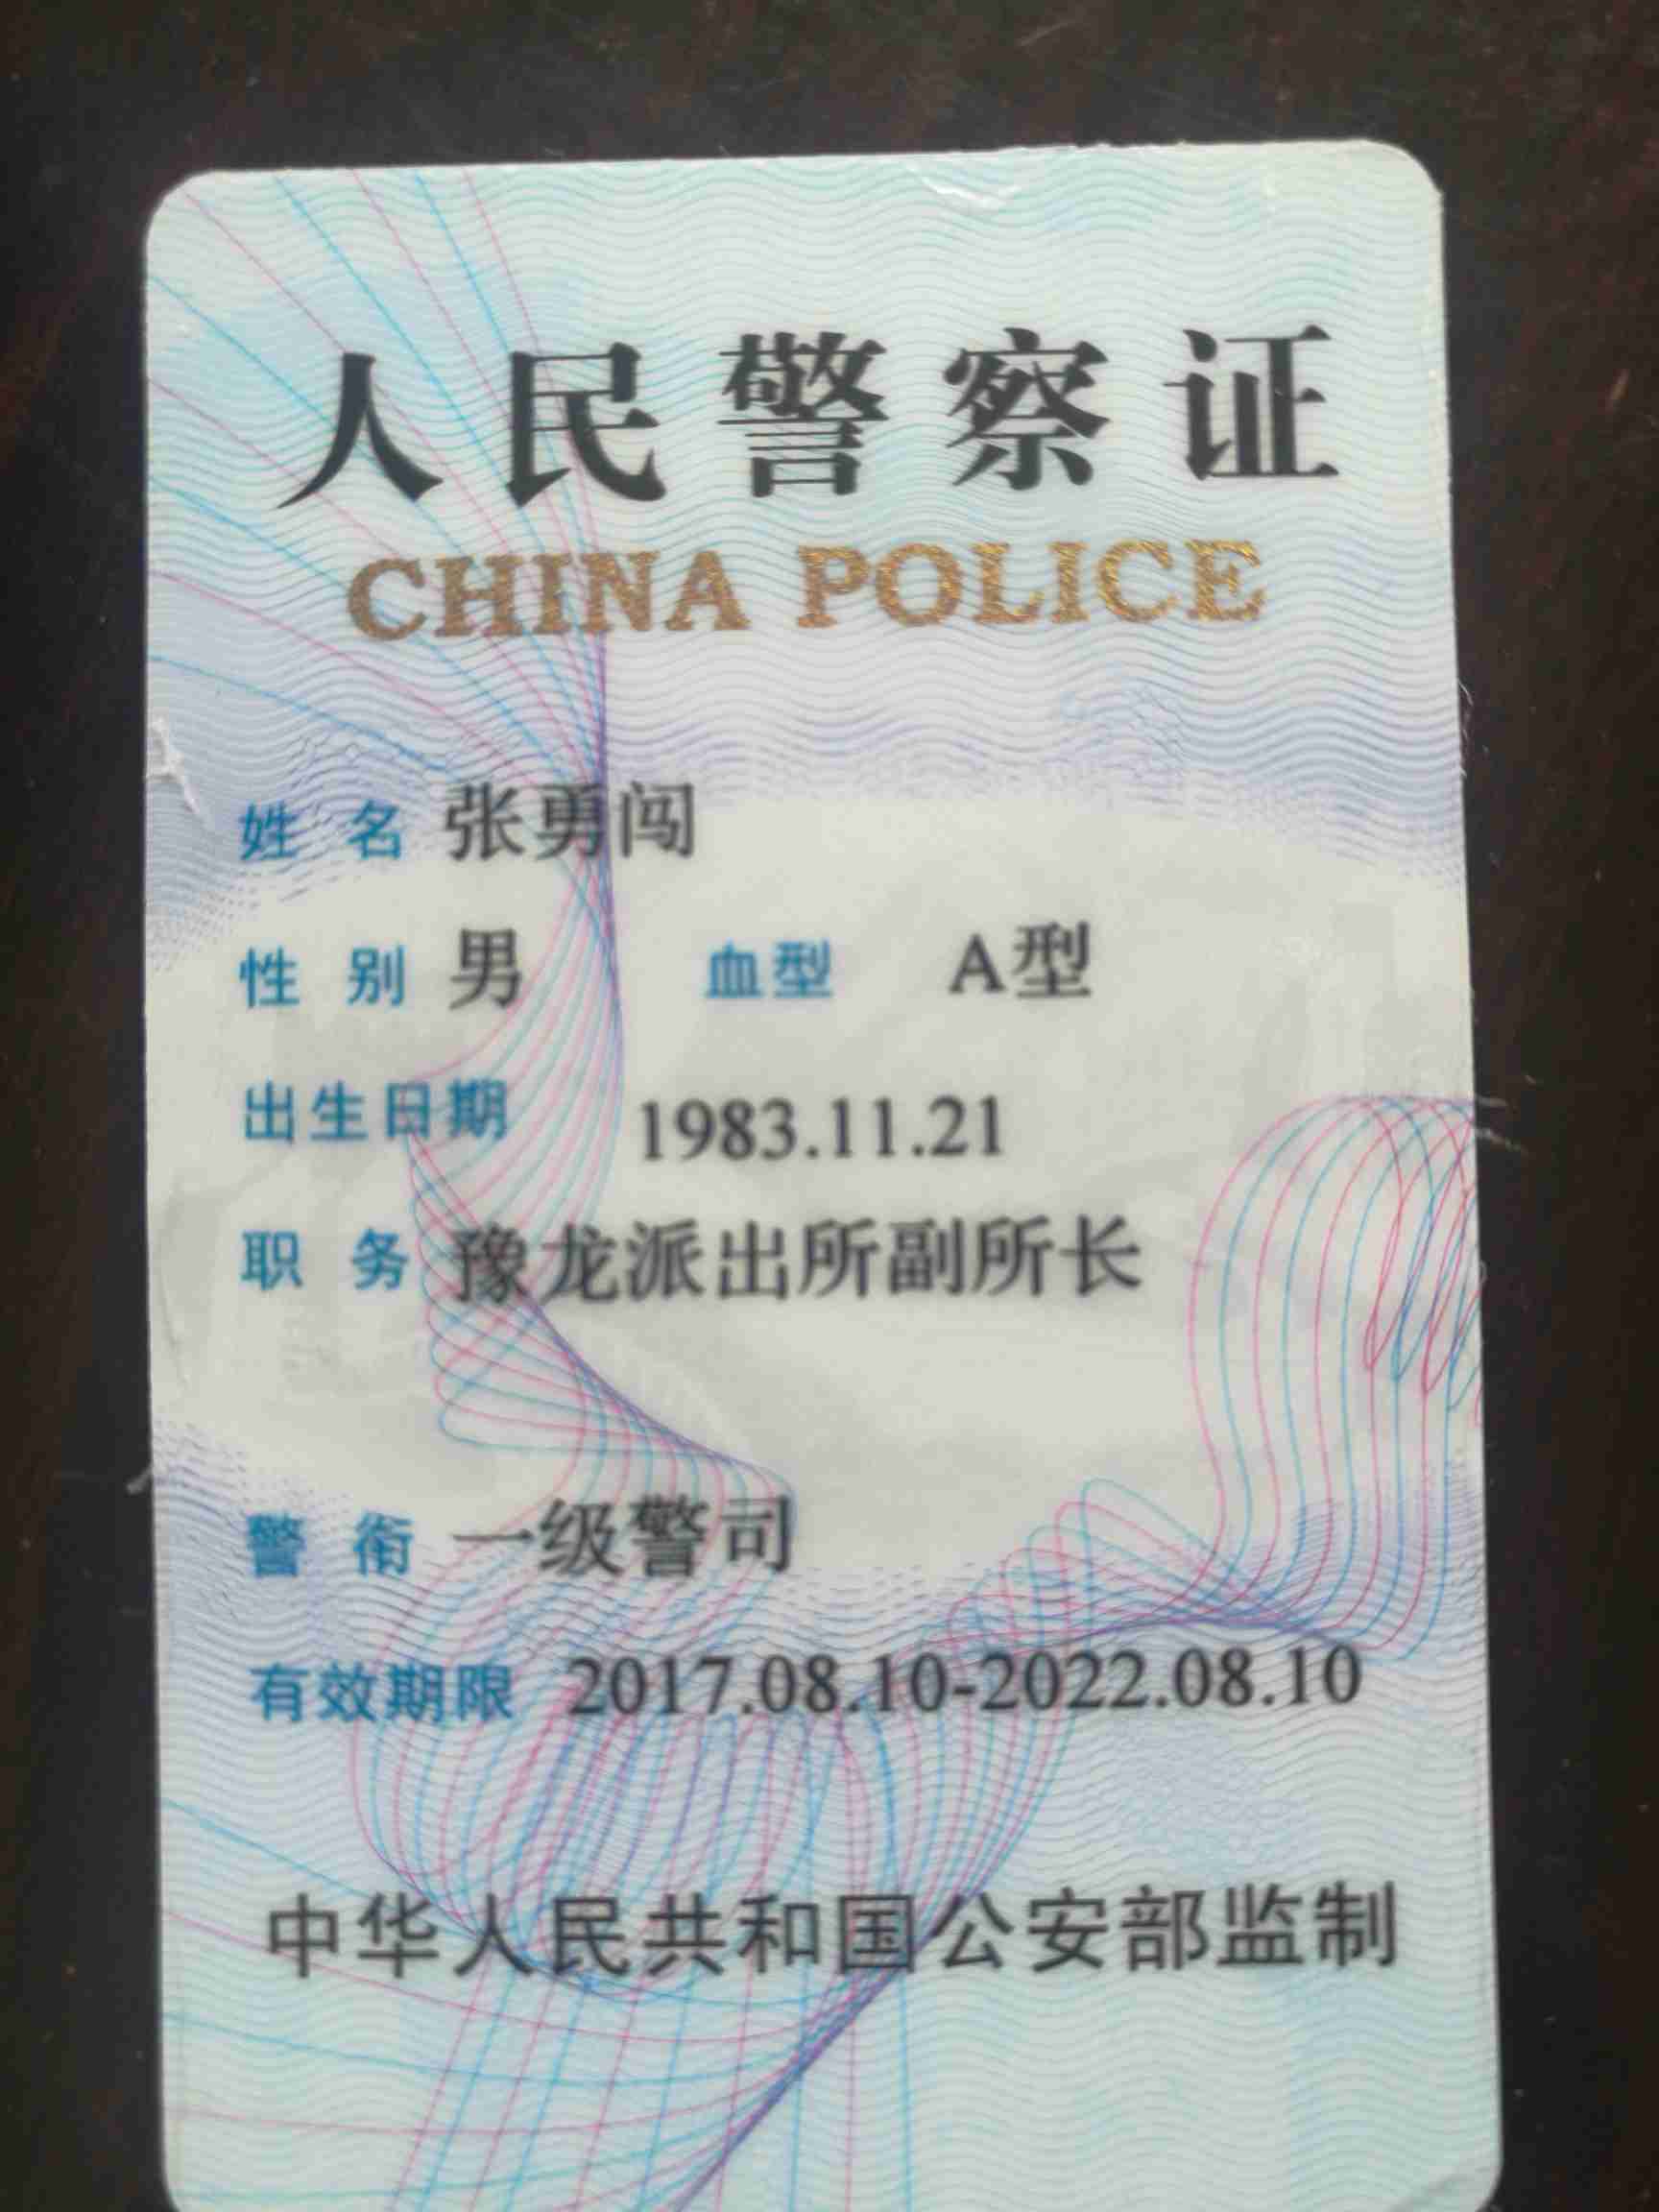 人民警察证
CHINA POLICE
姓 名 张勇闯
性 别 男 血型 A型
出生日期 1983.11.21
职 务 豫龙派出所副所长
警 衔 一级警司
有效期限 2017.08.10-2022.08.10
中华人民共和国公安部监制